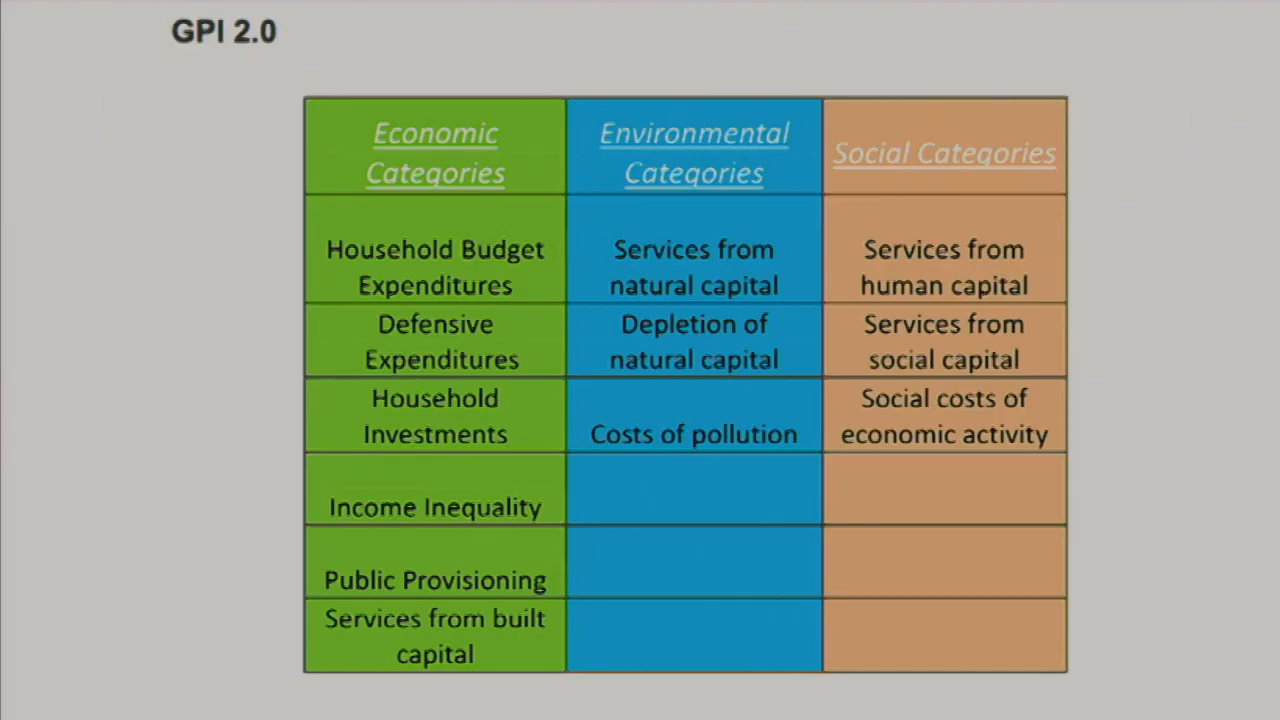 GPI 2.0
Economic
Categories
Environmental
Categories
Social Categories
Household Budget
Expenditures
Services from
natural capital
Services from
human capital
Defensive
Expenditures
Depletion of
natural capital
Services from
social capital
Household
Investments
Costs of pollution
Social costs of
economic activity
Income Inequality
Public Provisioning
Services from built
capital